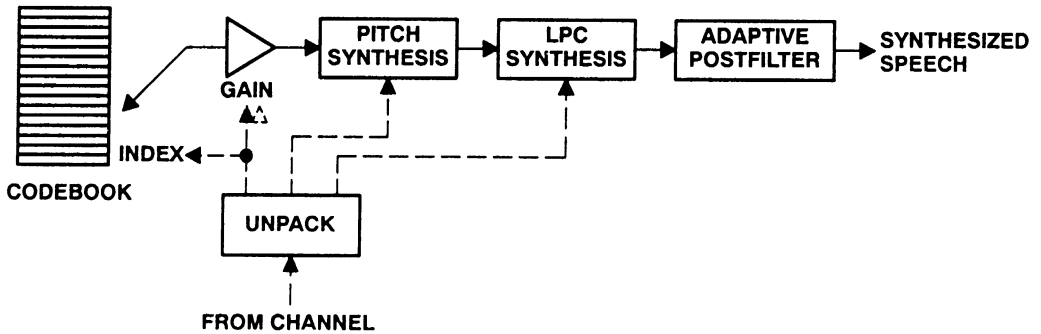 PITCH
SYNTHESIS
LPC
SYNTHESIS
ADAPTIVE
POSTFILTER
SYNTHESIZED
SPEECH
GAIN
INDEX
CODEBOOK
UNPACK
FROM CHANNEL